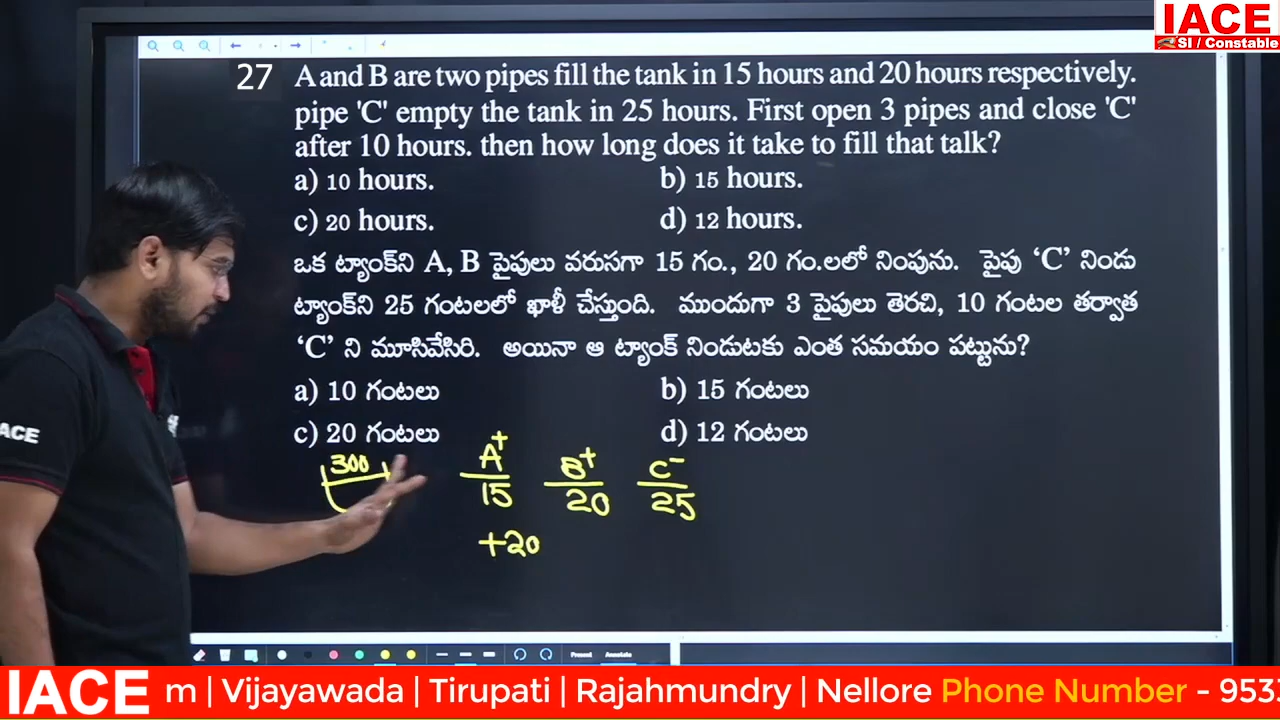 IACE
SI / Constable
27 A and B are two pipes fill the tank in 15 hours and 20 hours respectively.
pipe 'C' empty the tank in 25 hours. First open 3 pipes and close 'C'
after 10 hours. then how long does it take to fill that talk?
a) 10 hours. b) 15 hours.
c) 20 hours. d) 12 hours.
ఒక ట్యాంక్‌ని A, B పైపులు వరుసగా 15 గం., 20 గం.లలో నింపును. పైపు ‘C’ నిండు
ట్యాంక్‌ని 25 గంటలలో ఖాళీ చేస్తుంది. ముందుగా 3 పైపులు తెరచి, 10 గంటల తర్వాత
‘C’ ని మూసివేసిరి. అయినా ఆ ట్యాంక్ నిండుటకు ఎంత సమయం పట్టును?
a) 10 గంటలు b) 15 గంటలు
c) 20 గంటలు d) 12 గంటలు
300 A+ B+ C-
15 20 25
+20
ACE
Present Annotate
IACE m | Vijayawada | Tirupati | Rajahmundry | Nellore Phone Number - 953